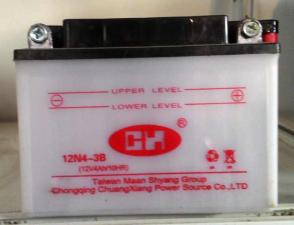 UPPER LEVEL
LOWER LEVEL
CH ®
12N4-3B
(12V4AH/10HR)
Taiwan Maan Shyang Group
Chongqing ChuangXiang Power Source Co.,LTD